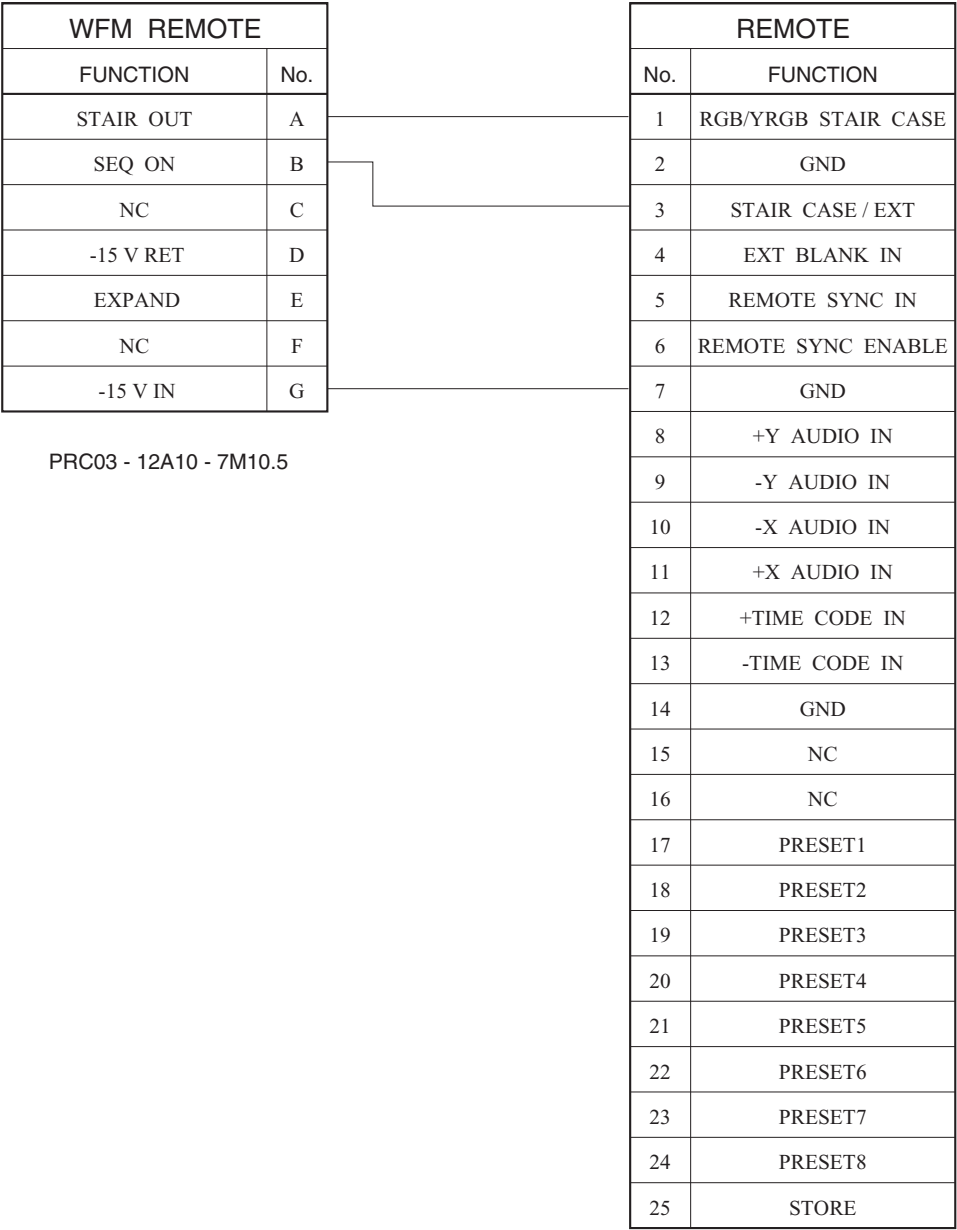 WFM REMOTE
FUNCTION No.
STAIR OUT A
SEQ ON B
NC C
-15 V RET D
EXPAND E
NC F
-15 V IN G
PRC03 - 12A10 - 7M10.5
REMOTE
No. FUNCTION
1 RGB/YRGB STAIR CASE
2 GND
3 STAIR CASE / EXT
4 EXT BLANK IN
5 REMOTE SYNC IN
6 REMOTE SYNC ENABLE
7 GND
8 +Y AUDIO IN
9 -Y AUDIO IN
10 -X AUDIO IN
11 +X AUDIO IN
12 +TIME CODE IN
13 -TIME CODE IN
14 GND
15 NC
16 NC
17 PRESET1
18 PRESET2
19 PRESET3
20 PRESET4
21 PRESET5
22 PRESET6
23 PRESET7
24 PRESET8
25 STORE